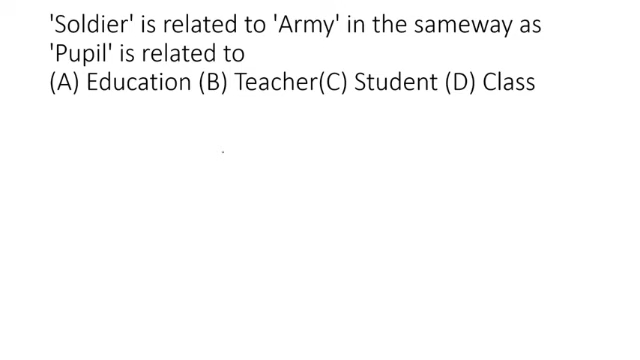 'Soldier' is related to 'Army' in the sameway as
'Pupil' is related to
(A) Education (B) Teacher(C) Student (D) Class